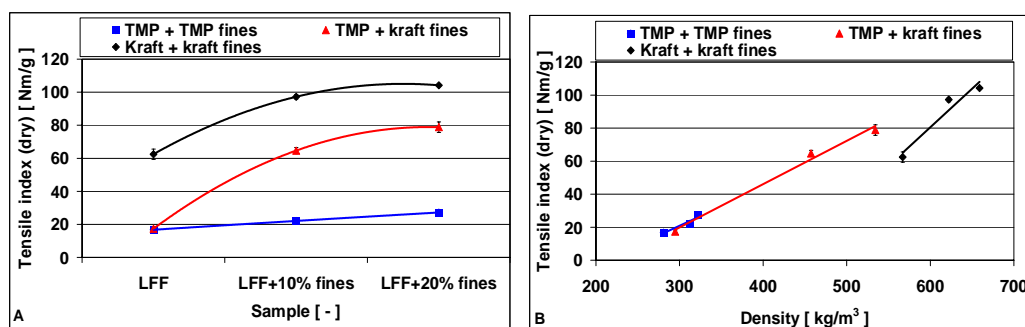 TMP + TMP fines
TMP + kraft fines
Kraft + kraft fines
Tensile index (dry) [ Nm/g]
120
100
80
60
40
20
0
LFF
LFF+10% fines
LFF+20% fines
Sample [ - ]
A
TMP + TMP fines
TMP + kraft fines
Kraft + kraft fines
Tensile index (dry) [ Nm/g]
120
100
80
60
40
20
0
200
300
400
500
600
700
Density [ kg/m³ ]
B